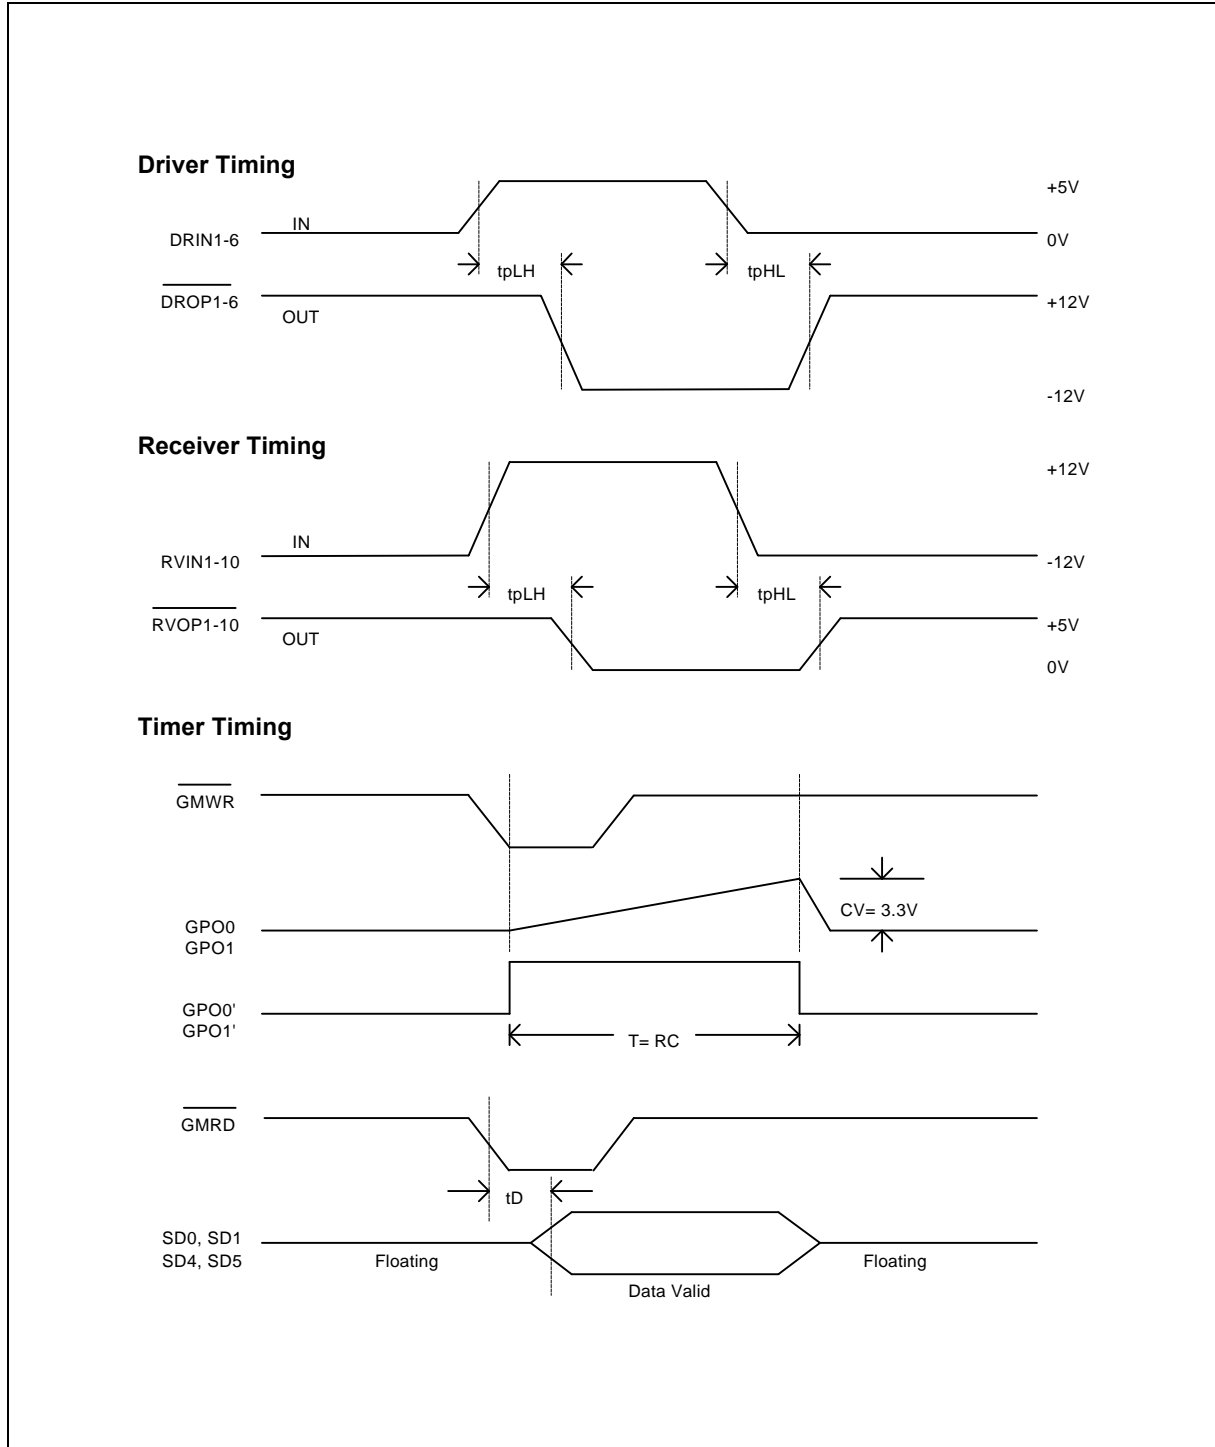 Driver Timing
+5V
IN
DRIN1-6
0V
tpLH
tpHL
DROP1-6
+12V
OUT
-12V
Receiver Timing
+12V
IN
RVIN1-10
-12V
tpLH
tpHL
RVOP1-10
+5V
OUT
0V
Timer Timing
GMWR
CV= 3.3V
GPO0
GPO1
GPO0'
GPO1'
T= RC
GMRD
tD
SD0, SD1
SD4, SD5
Floating
Floating
Data Valid